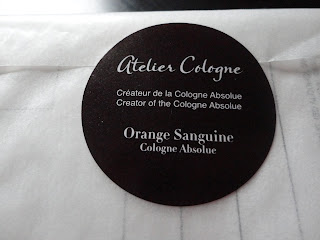 Atelier Cologne
Créateur de la Cologne Absolue
Creator of the Cologne Absolue
Orange Sanguine
Cologne Absolue